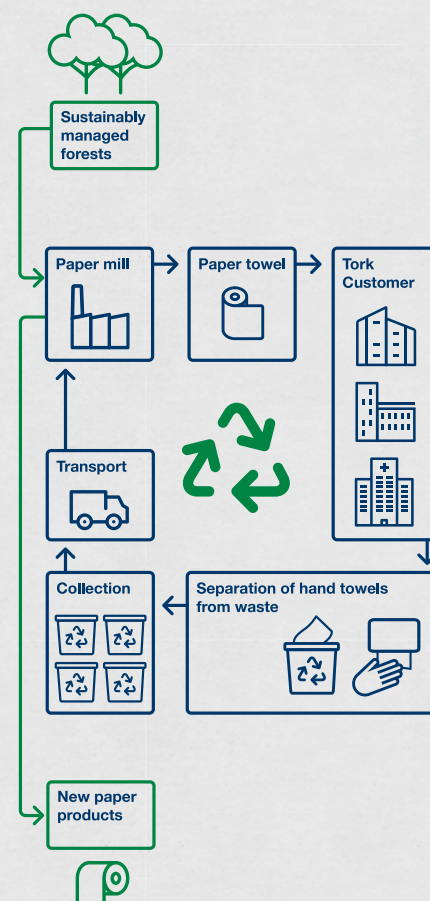 Sustainably
managed
forests
Paper mill
Paper towel
Tork
Customer
Transport
Collection
Separation of hand towels
from waste
New paper
products